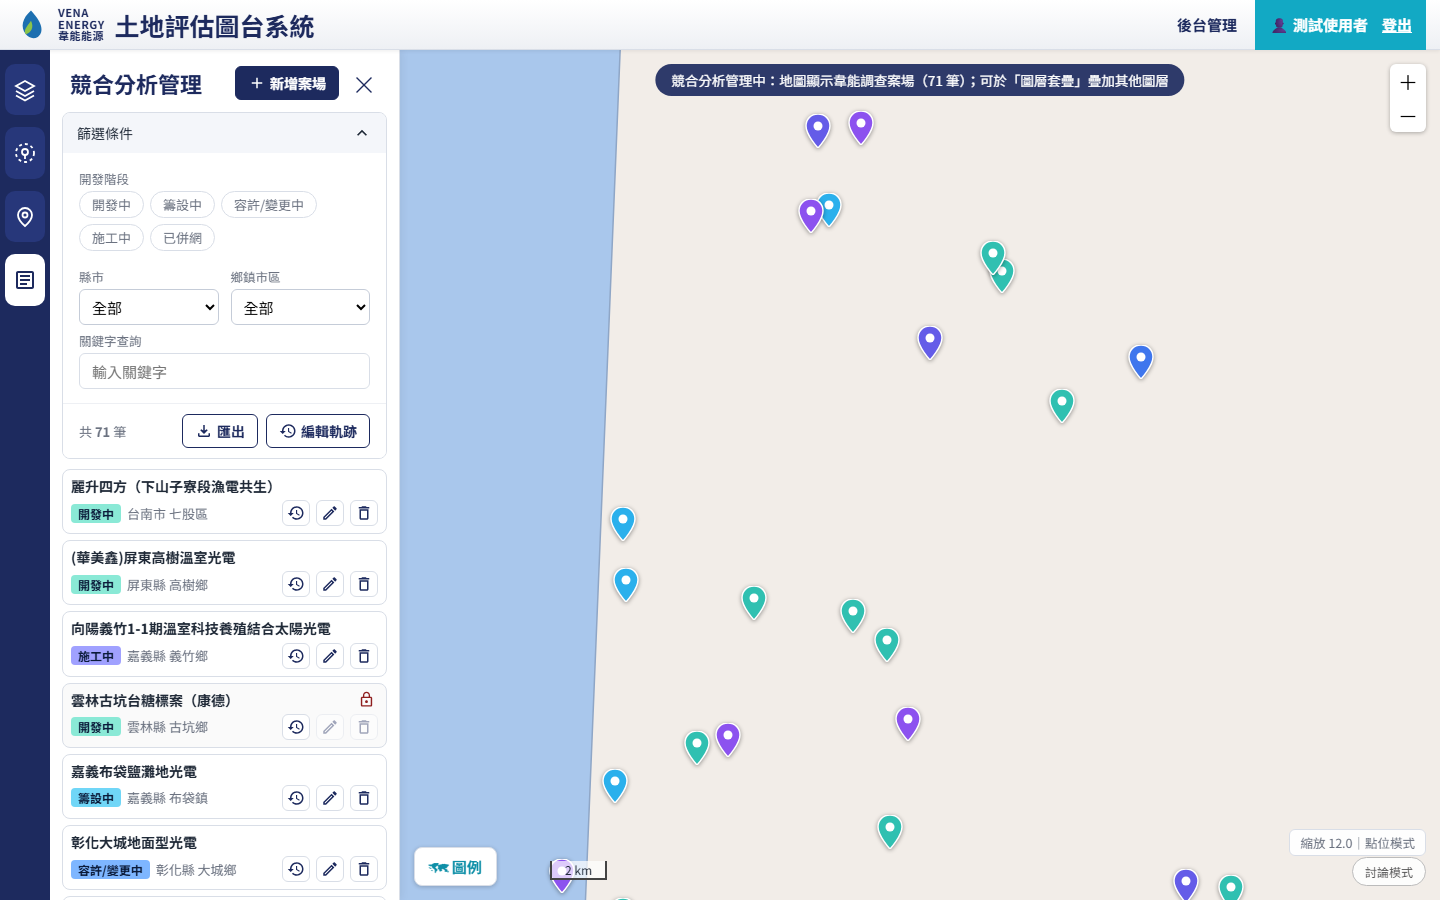 VENA
ENERGY
韋能能源
土地評估圖台系統
後台管理
測試使用者
登出
競合分析管理
新增案場
競合分析管理中：地圖顯示韋能調查案場（71 筆）；可於「圖層套疊」疊加其他圖層
篩選條件
開發階段
開發中
籌設中
容許/變更中
施工中
已併網
縣市
鄉鎮市區
全部
全部
關鍵字查詢
輸入關鍵字
共 71 筆
匯出
編輯軌跡
麗升四方（下山子寮段漁電共生）
開發中
台南市 七股區
(華美鑫)屏東高樹溫室光電
開發中
屏東縣 高樹鄉
向陽義竹1-1期溫室科技養殖結合太陽光電
施工中
嘉義縣 義竹鄉
雲林古坑台糖標案（康德）
開發中
雲林縣 古坑鄉
嘉義布袋鹽灘地光電
籌設中
嘉義縣 布袋鎮
彰化大城地面型光電
容許/變更中
彰化縣 大城鄉
圖例
2 km
縮放 12.0｜點位模式
討論模式